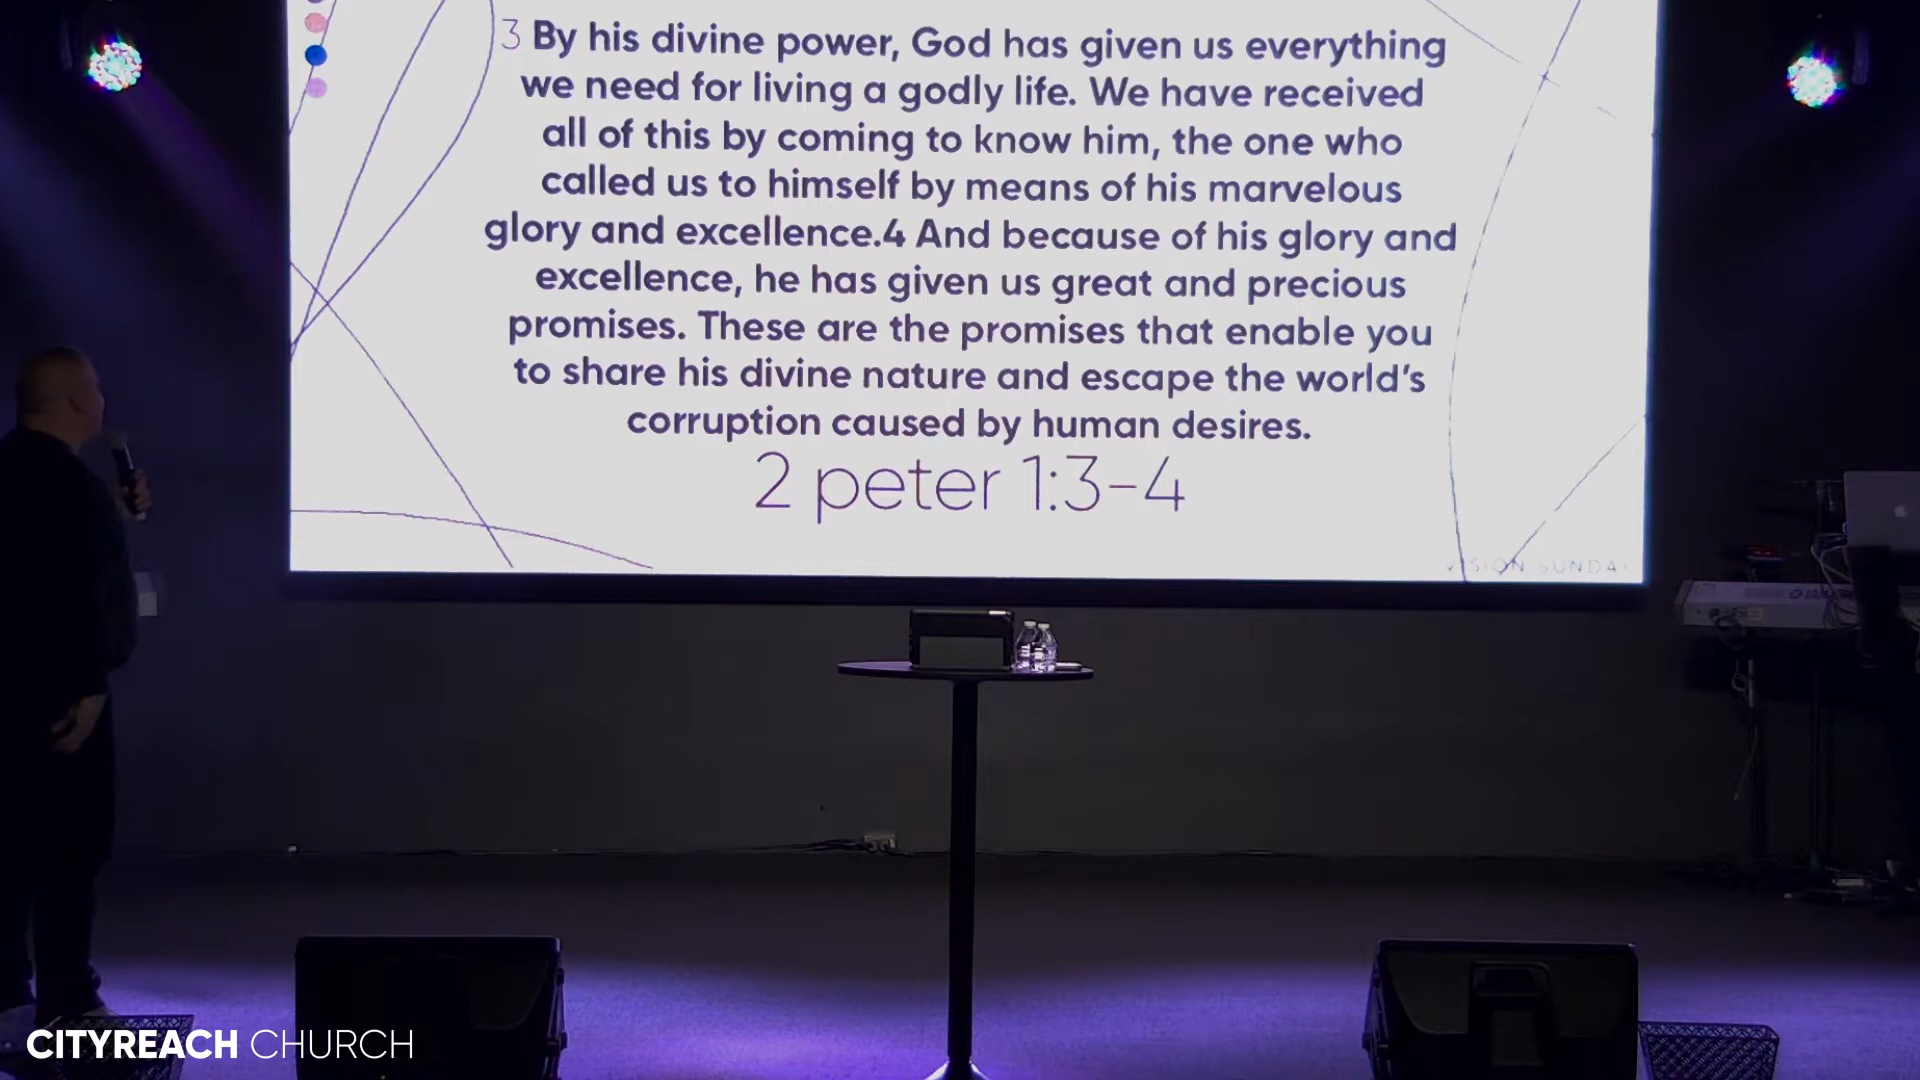 3 By his divine power, God has given us everything
we need for living a godly life. We have received
all of this by coming to know him, the one who
called us to himself by means of his marvelous
glory and excellence.4 And because of his glory and
excellence, he has given us great and precious
promises. These are the promises that enable you
to share his divine nature and escape the world's
corruption caused by human desires.
2 peter 1:3-4
VISION SUNDAY
CITYREACH CHURCH